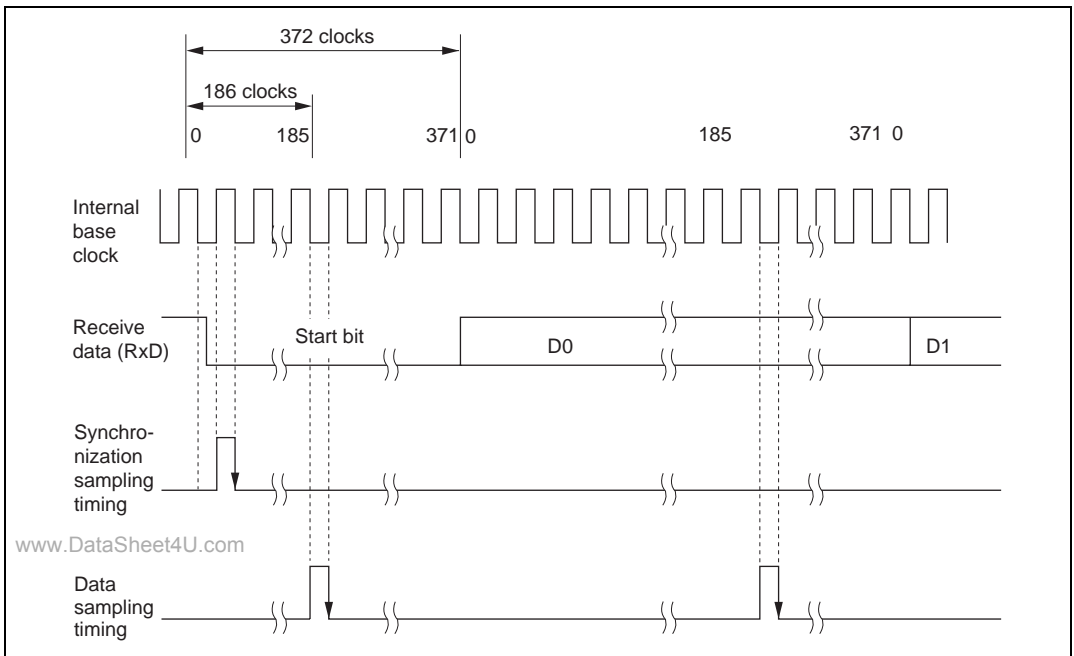 372 clocks
186 clocks
0 185 371 0 185 371 0
Internal
base
clock
Receive
data (RxD)
Start bit
D0
D1
Synchro-
nization
sampling
timing
www.DataSheet4U.com
Data
sampling
timing